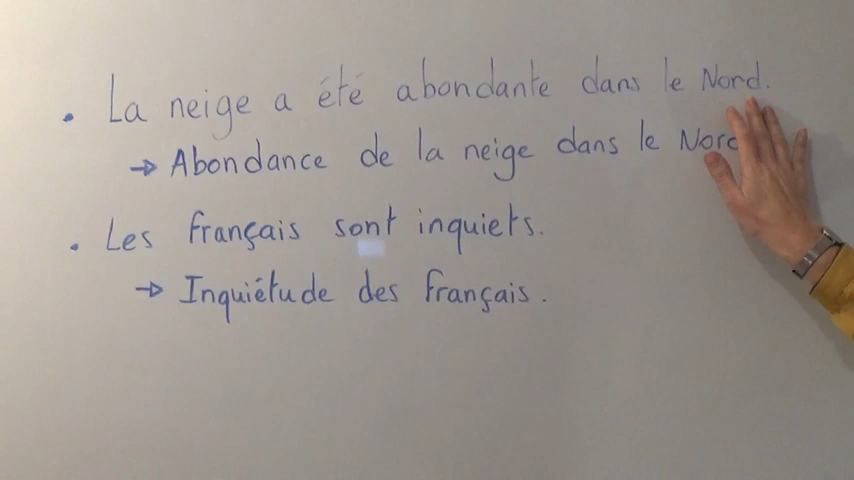 . La neige a été abondante dans le Nord.
→ Abondance de la neige dans le Nord
. Les français sont inquiets.
→ Inquiétude des français.